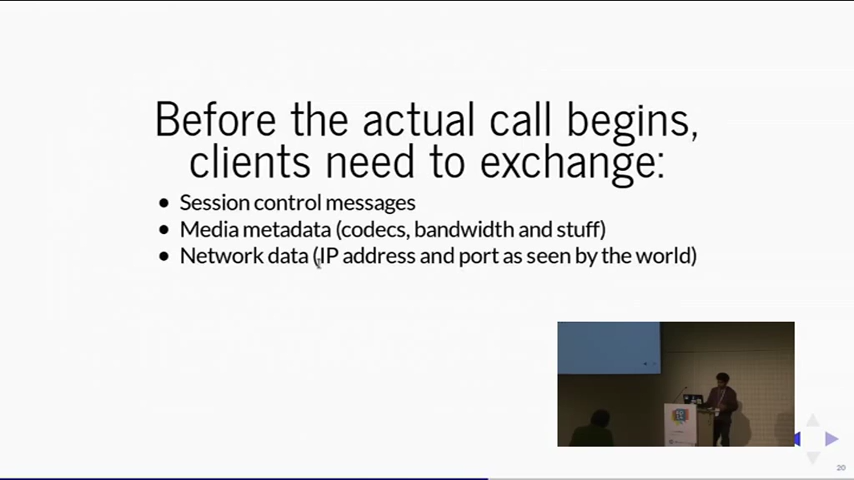 Before the actual call begins,
clients need to exchange:
Session control messages
Media metadata (codecs, bandwidth and stuff)
Network data (IP address and port as seen by the world)
20